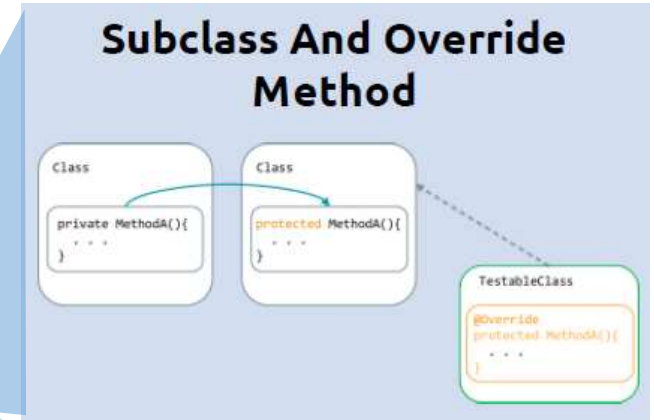 Subclass And Override
Method
Class
private MethodA(){
. . .
}
Class
protected MethodA(){
. . .
}
TestableClass
@Override
protected MethodA(){
. . .
}